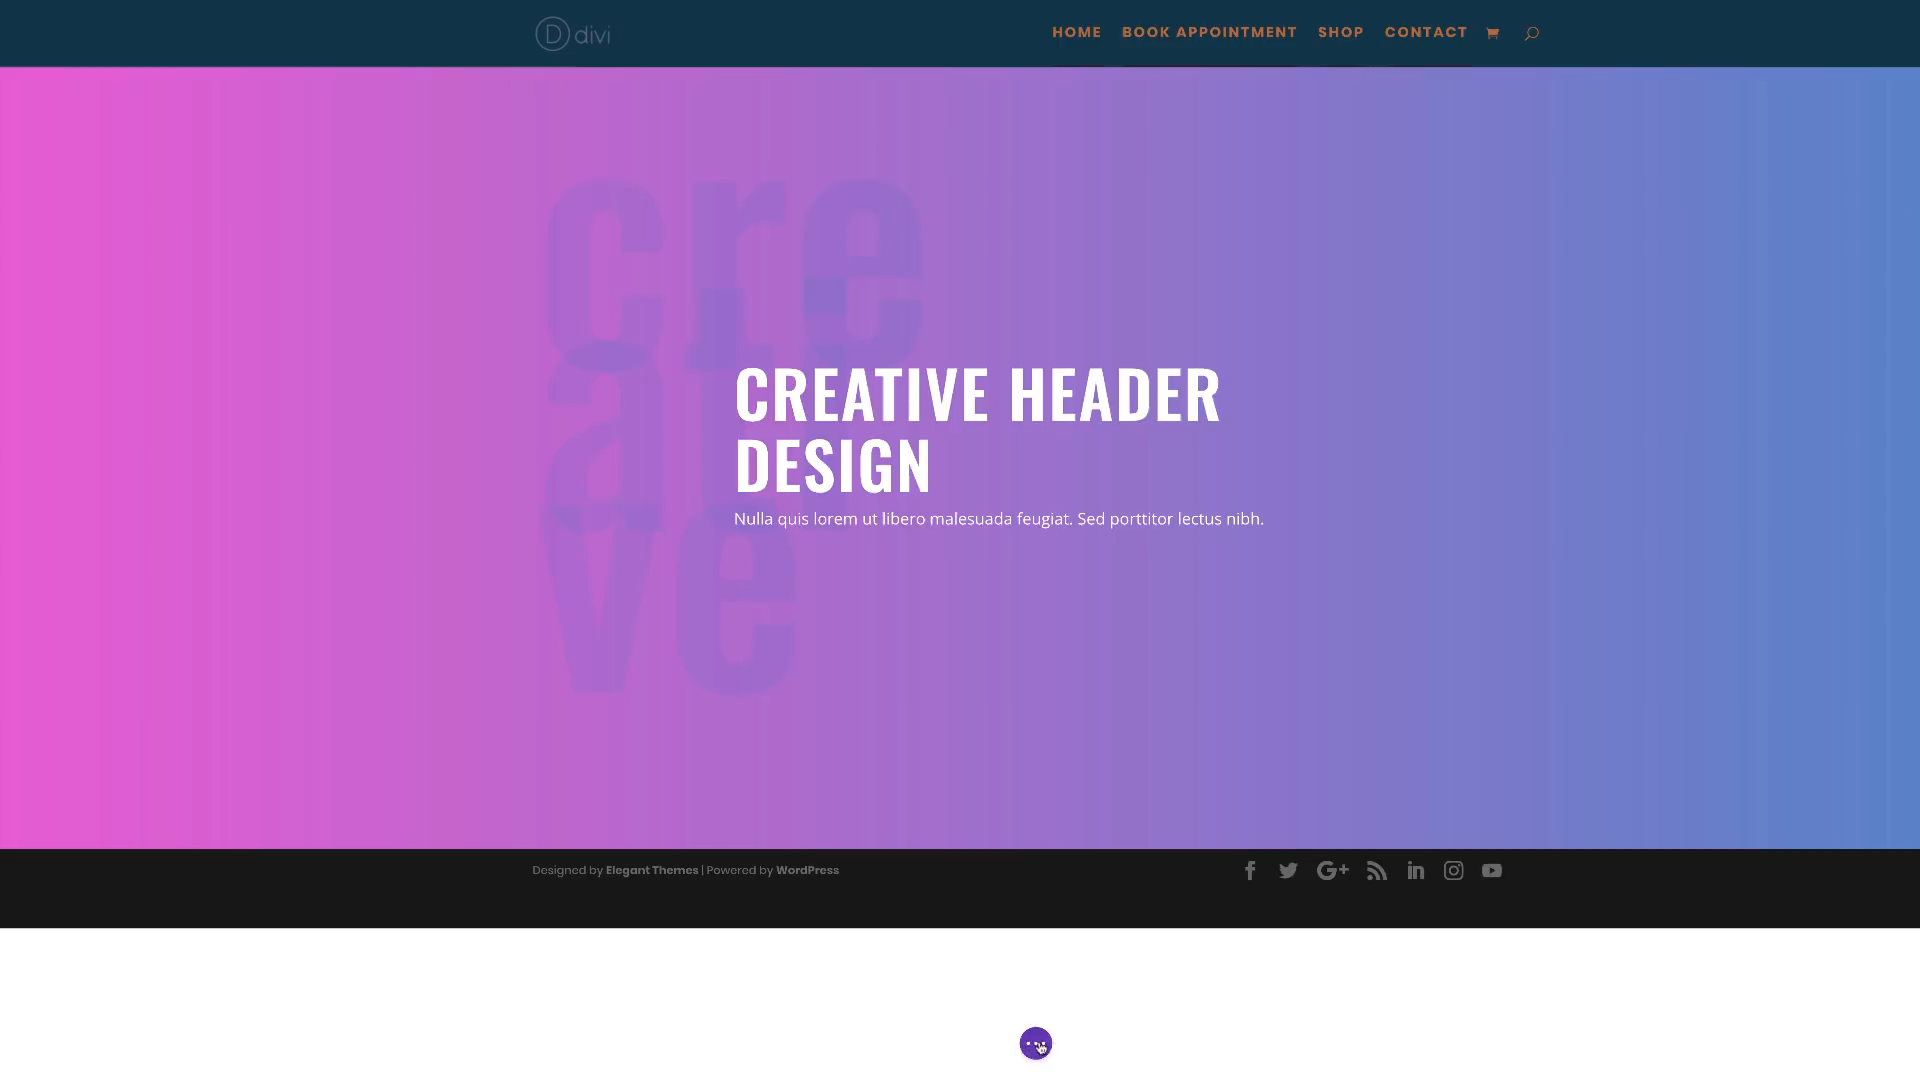 D divi
HOME BOOK APPOINTMENT SHOP CONTACT
cre
ati
ve
CREATIVE HEADER
DESIGN
Nulla quis lorem ut libero malesuada feugiat. Sed porttitor lectus nibh.
Designed by Elegant Themes | Powered by WordPress